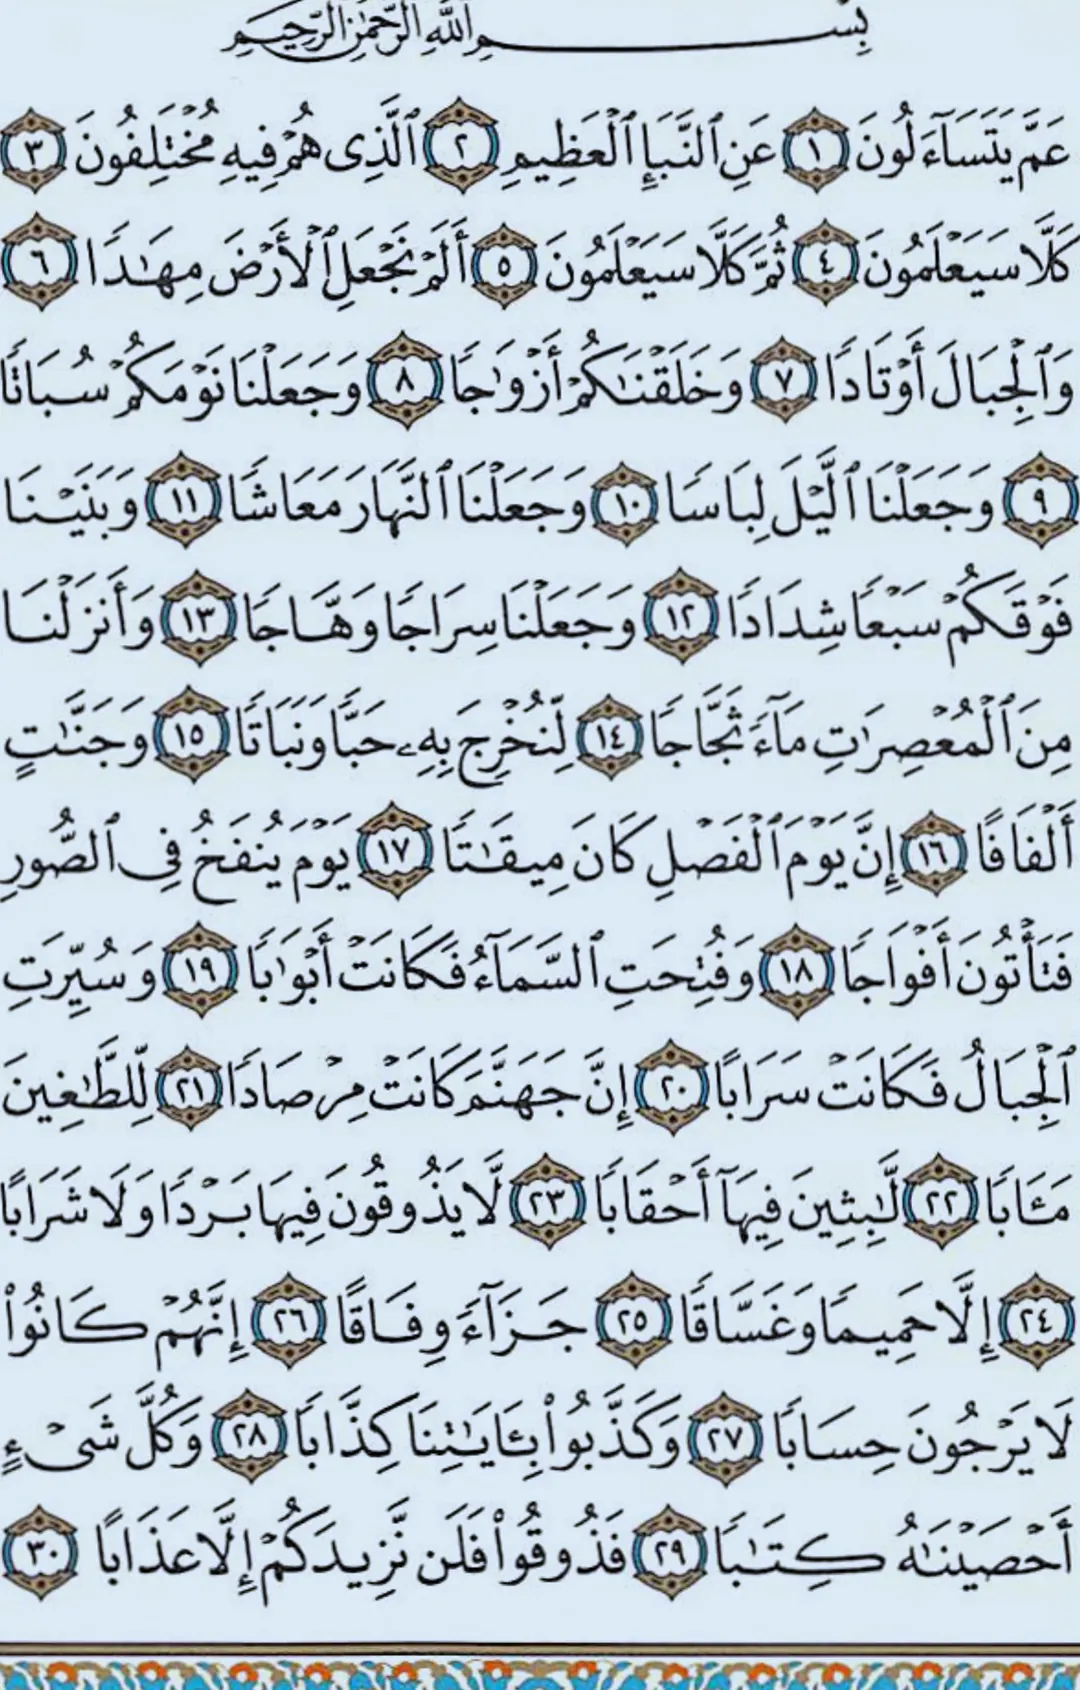 بِسْمِ ٱللَّهِ ٱلرَّحْمَٰنِ ٱلرَّحِيمِ
عَمَّ يَتَسَآءَلُونَ ١ عَنِ ٱلنَّبَإِ ٱلْعَظِيمِ ٢ ٱلَّذِى هُمْ فِيهِ مُخْتَلِفُونَ ٣
كَلَّا سَيَعْلَمُونَ ٤ ثُمَّ كَلَّا سَيَعْلَمُونَ ٥ أَلَمْ نَجْعَلِ ٱلْأَرْضَ مِهَٰدًا ٦
وَٱلْجِبَالَ أَوْتَادًا ٧ وَخَلَقْنَٰكُمْ أَزْوَٰجًا ٨ وَجَعَلْنَا نَوْمَكُمْ سُبَاتًا
٩ وَجَعَلْنَا ٱلَّيْلَ لِبَاسًا ١٠ وَجَعَلْنَا ٱلنَّهَارَ مَعَاشًا ١١ وَبَنَيْنَا
فَوْقَكُمْ سَبْعًا شِدَادًا ١٢ وَجَعَلْنَا سِرَاجًا وَهَّاجًا ١٣ وَأَنزَلْنَا
مِنَ ٱلْمُعْصِرَٰتِ مَآءً ثَجَّاجًا ١٤ لِّنُخْرِجَ بِهِۦ حَبًّا وَنَبَاتًا ١٥ وَجَنَّٰتٍ
أَلْفَافًا ١٦ إِنَّ يَوْمَ ٱلْفَصْلِ كَانَ مِيقَٰتًا ١٧ يَوْمَ يُنفَخُ فِى ٱلصُّورِ
فَتَأْتُونَ أَفْوَاجًا ١٨ وَفُتِحَتِ ٱلسَّمَآءُ فَكَانَتْ أَبْوَٰبًا ١٩ وَسُيِّرَتِ
ٱلْجِبَالُ فَكَانَتْ سَرَابًا ٢٠ إِنَّ جَهَنَّمَ كَانَتْ مِرْصَادًا ٢١ لِّلطَّٰغِينَ
مَـَٔابًا ٢٢ لَّٰبِثِينَ فِيهَآ أَحْقَابًا ٢٣ لَّا يَذُوقُونَ فِيهَا بَرْدًا وَلَا شَرَابًا
٢٤ إِلَّا حَمِيمًا وَغَسَّاقًا ٢٥ جَزَآءً وِفَاقًا ٢٦ إِنَّهُمْ كَانُوا۟
لَا يَرْجُونَ حِسَابًا ٢٧ وَكَذَّبُوا۟ بِـَٔايَٰتِنَا كِذَّابًا ٢٨ وَكُلَّ شَىْءٍ
أَحْصَيْنَٰهُ كِتَٰبًا ٢٩ فَذُوقُوا۟ فَلَن نَّزِيدَكُمْ إِلَّا عَذَابًا ٣٠